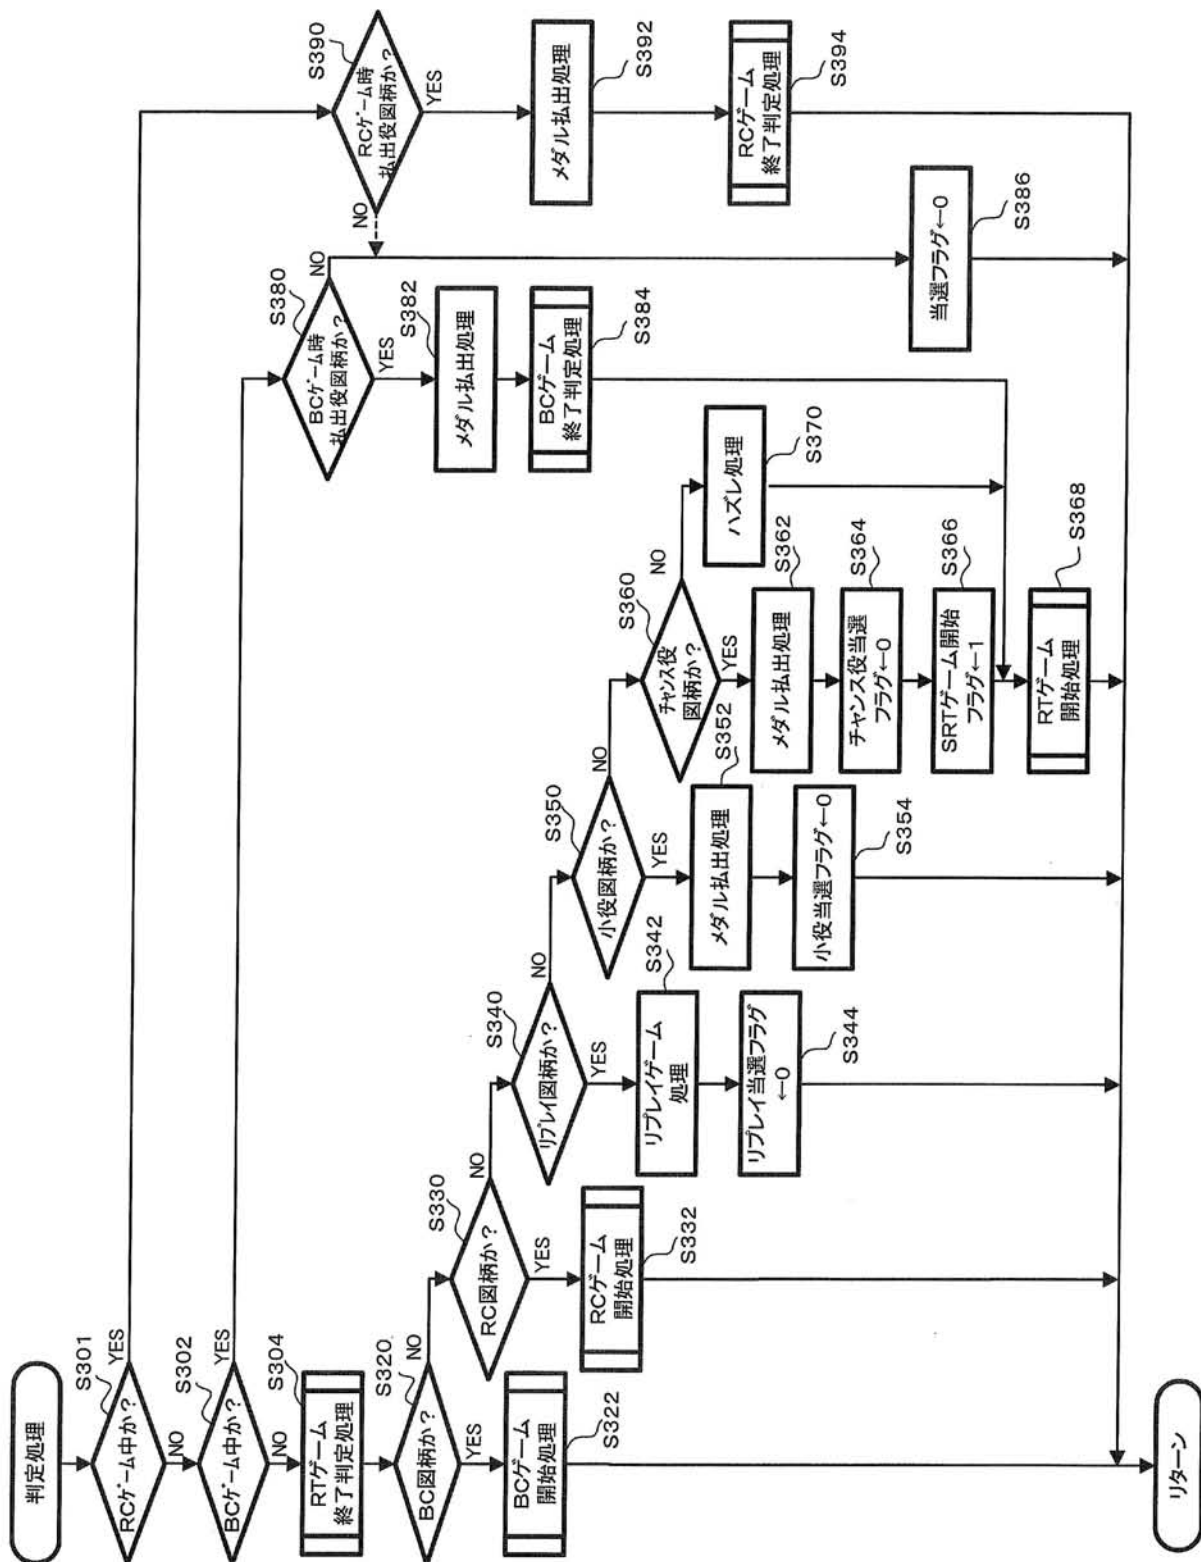 判定処理
S301
RCゲーム中か?
YES
NO
S302
BCゲーム中か?
YES
NO
S304
RTゲーム
終了判定処理
S320
BC図柄か?
NO
YES
BCゲーム
開始処理
S322
S330
RC図柄か?
NO
YES
RCゲーム
開始処理
S332
S340
リプレイ図柄か?
NO
YES
S342
リプレイゲーム
処理
リプレイ当選フラグ
←0
S344
S350
小役図柄か?
NO
YES
S352
メダル払出処理
小役当選フラグ←0
S354
S360
チャンス役
図柄か?
NO
YES
S362
メダル払出処理
S364
チャンス役当選
フラグ←0
S366
SRTゲーム開始
フラグ←1
S368
RTゲーム
開始処理
ハズレ処理
S370
S380
BCゲーム時
払出役図柄か?
NO
YES
S382
メダル払出処理
S384
BCゲーム
終了判定処理
当選フラグ←0
S386
S390
RCゲーム時
払出役図柄か?
NO
YES
メダル払出処理
S392
RCゲーム
終了判定処理
S394
リターン